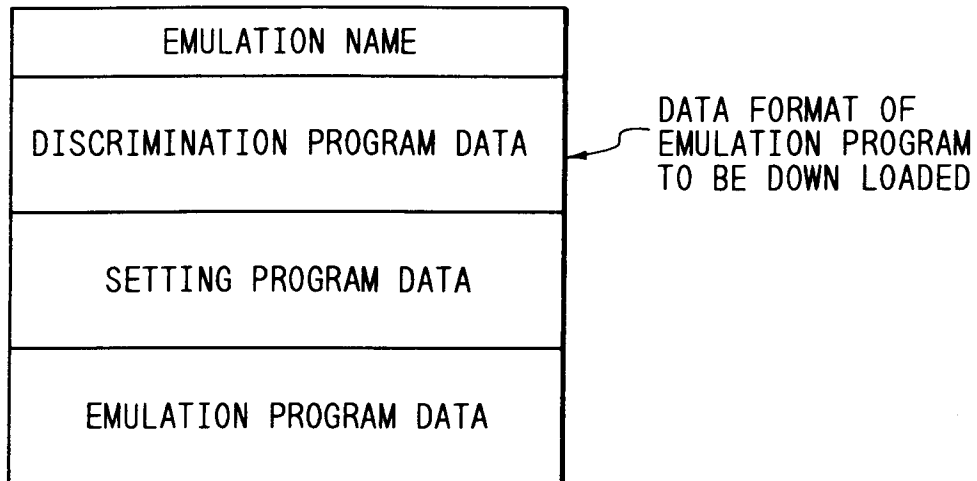 EMULATION NAME
DISCRIMINATION PROGRAM DATA
DATA FORMAT OF
EMULATION PROGRAM
TO BE DOWN LOADED
SETTING PROGRAM DATA
EMULATION PROGRAM DATA